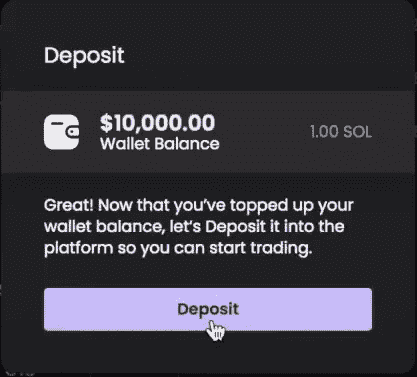 Deposit
$10,000.00
Wallet Balance
1.00 SOL
Great! Now that you've topped up your
wallet balance, let's Deposit it into the
platform so you can start trading.
Deposit